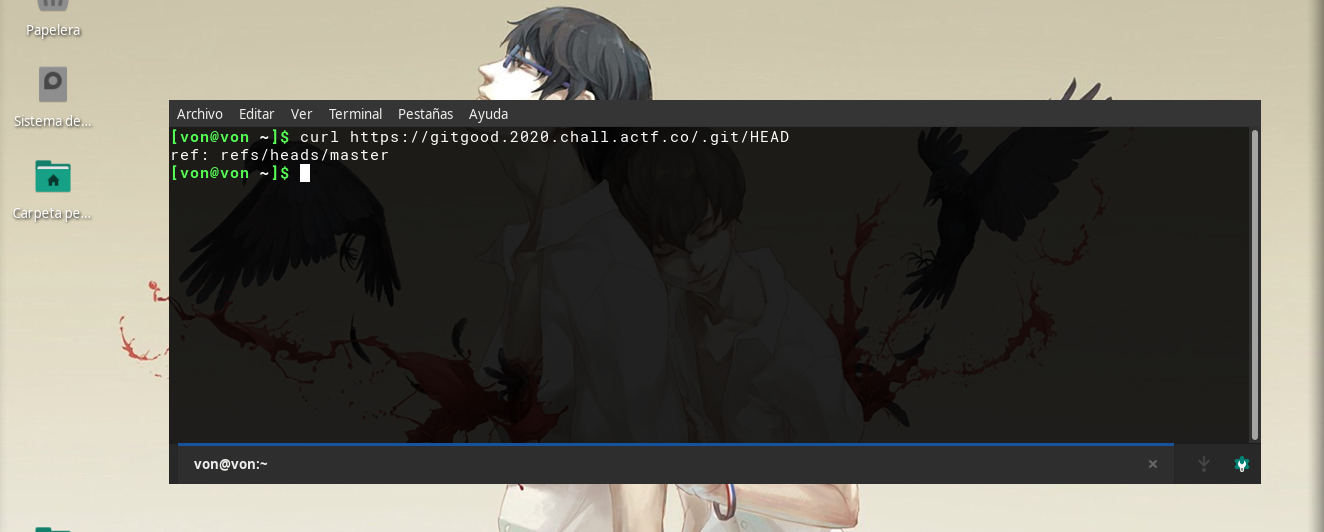 Papelera
Sistema de...
Carpeta pe...
Archivo Editar Ver Terminal Pestañas Ayuda
[von@von ~]$ curl https://gitgood.2020.chall.actf.co/.git/HEAD
ref: refs/heads/master
[von@von ~]$
von@von:~